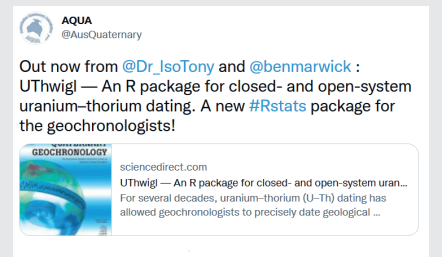 AQUA
@AusQuaternary
Out now from @Dr_IsoTony and @benmarwick :
UThwigl — An R package for closed- and open-system
uranium–thorium dating. A new #Rstats package for
the geochronologists!
QUATERNARY
GEOCHRONOLOGY
sciencedirect.com
UThwigl — An R package for closed- and open-system uran...
For several decades, uranium–thorium (U–Th) dating has
allowed geochronologists to precisely date geological ...